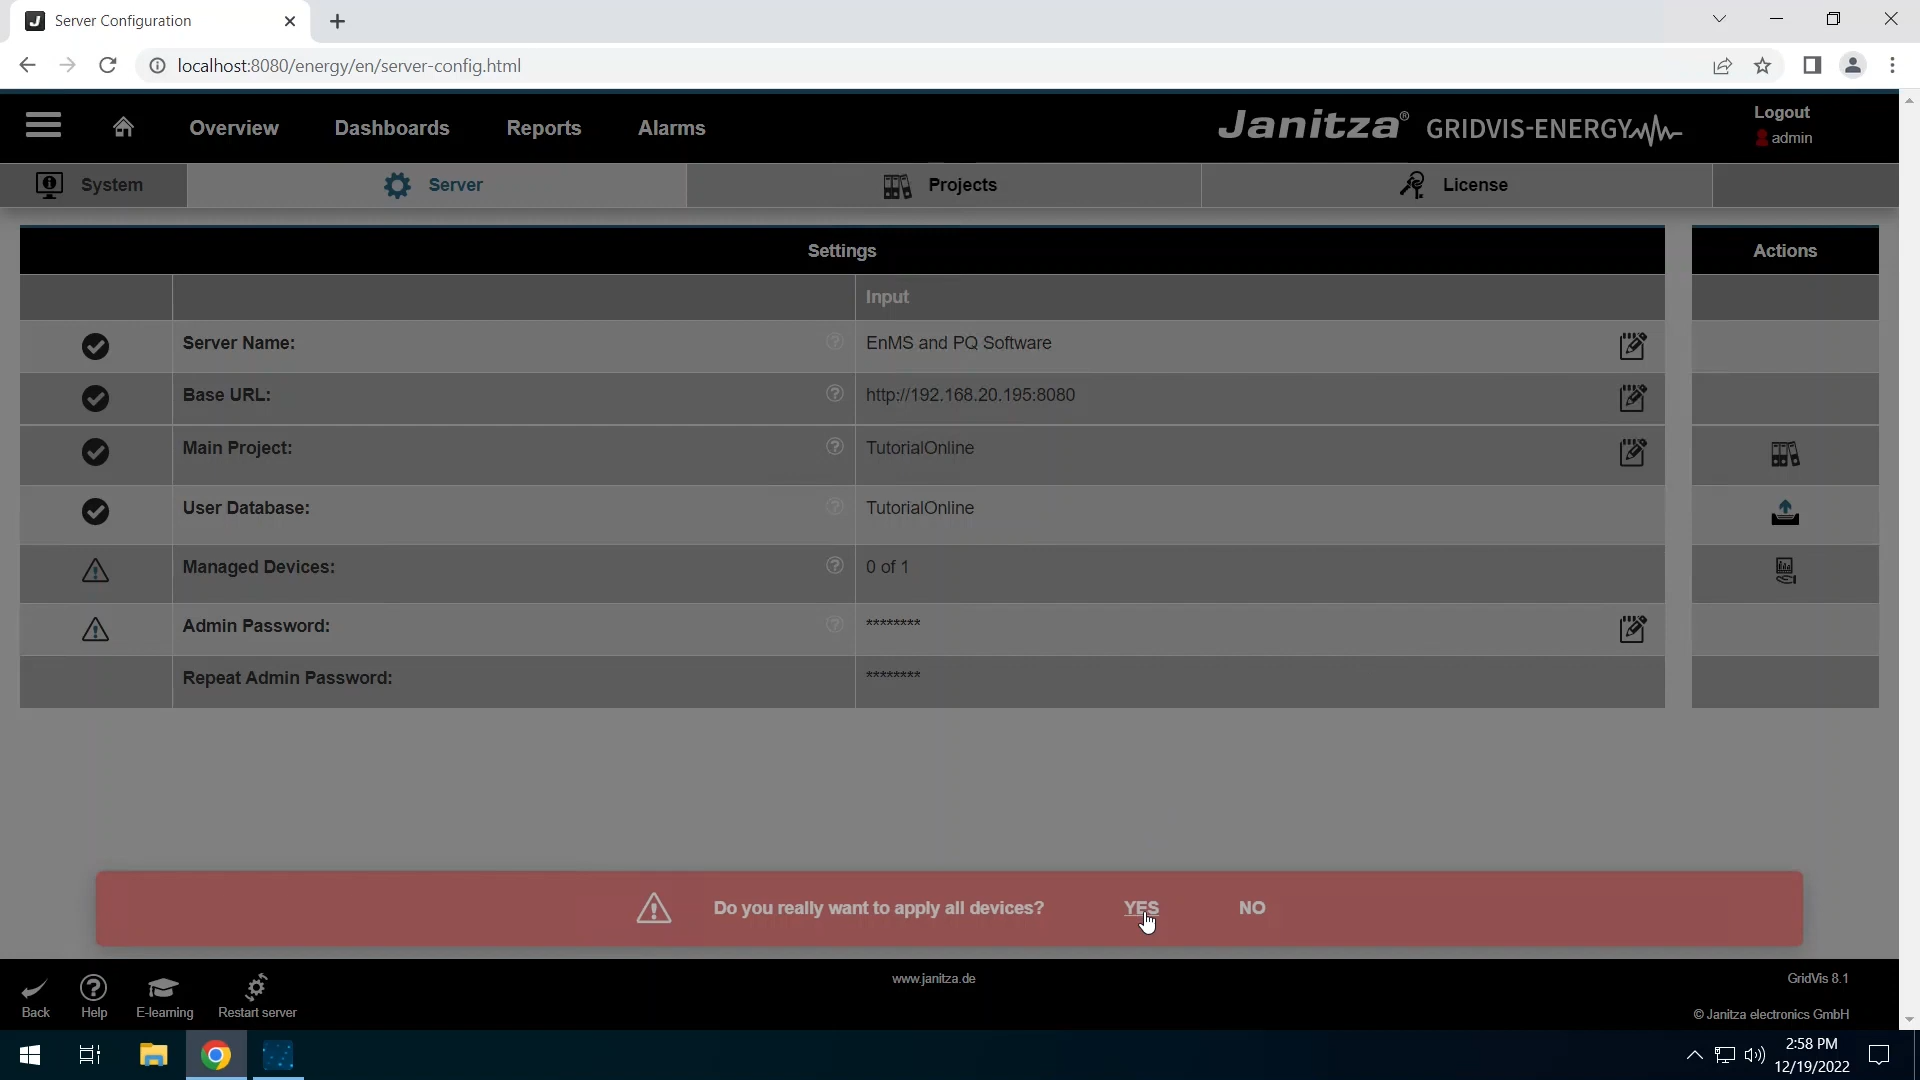 Server Configuration
localhost:8080/energy/en/server-config.html
Overview
Dashboards
Reports
Alarms
Janitza® GRIDVIS-ENERGY
Logout
admin
System
Server
Projects
License
Settings
Actions
Input
Server Name:
EnMS and PQ Software
Base URL:
http://192.168.20.195:8080
Main Project:
TutorialOnline
User Database:
TutorialOnline
Managed Devices:
0 of 1
Admin Password:
********
Repeat Admin Password:
********
Do you really want to apply all devices?
YES
NO
Back
Help
E-learning
Restart server
www.janitza.de
GridVis 8.1
© Janitza electronics GmbH
2:58 PM
12/19/2022